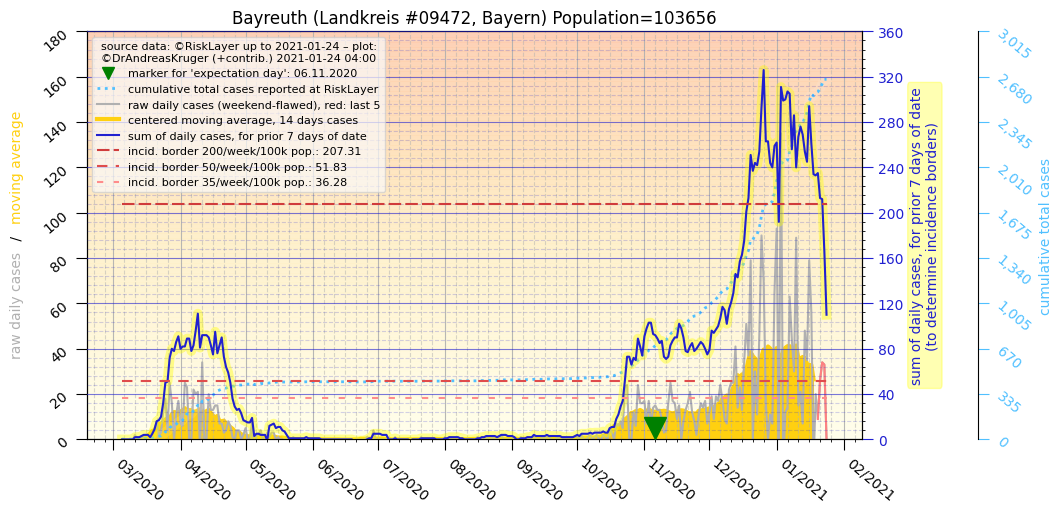 Bayreuth (Landkreis #09472, Bayern) Population=103656
source data: ©RiskLayer up to 2021-01-24 – plot:
©DrAndreasKruger (+contrib.) 2021-01-24 04:00
marker for 'expectation day': 06.11.2020
cumulative total cases reported at RiskLayer
raw daily cases (weekend-flawed), red: last 5
centered moving average, 14 days cases
sum of daily cases, for prior 7 days of date
incid. border 200/week/100k pop.: 207.31
incid. border 50/week/100k pop.: 51.83
incid. border 35/week/100k pop.: 36.28
raw daily cases / moving average
180
160
140
120
100
80
60
40
20
0
03/2020
04/2020
05/2020
06/2020
07/2020
08/2020
09/2020
10/2020
11/2020
12/2020
01/2021
02/2021
360
320
280
240
200
160
120
80
40
0
sum of daily cases, for prior 7 days of date
(to determine incidence borders)
3,015
2,680
2,345
2,010
1,675
1,340
1,005
670
335
0
cumulative total cases